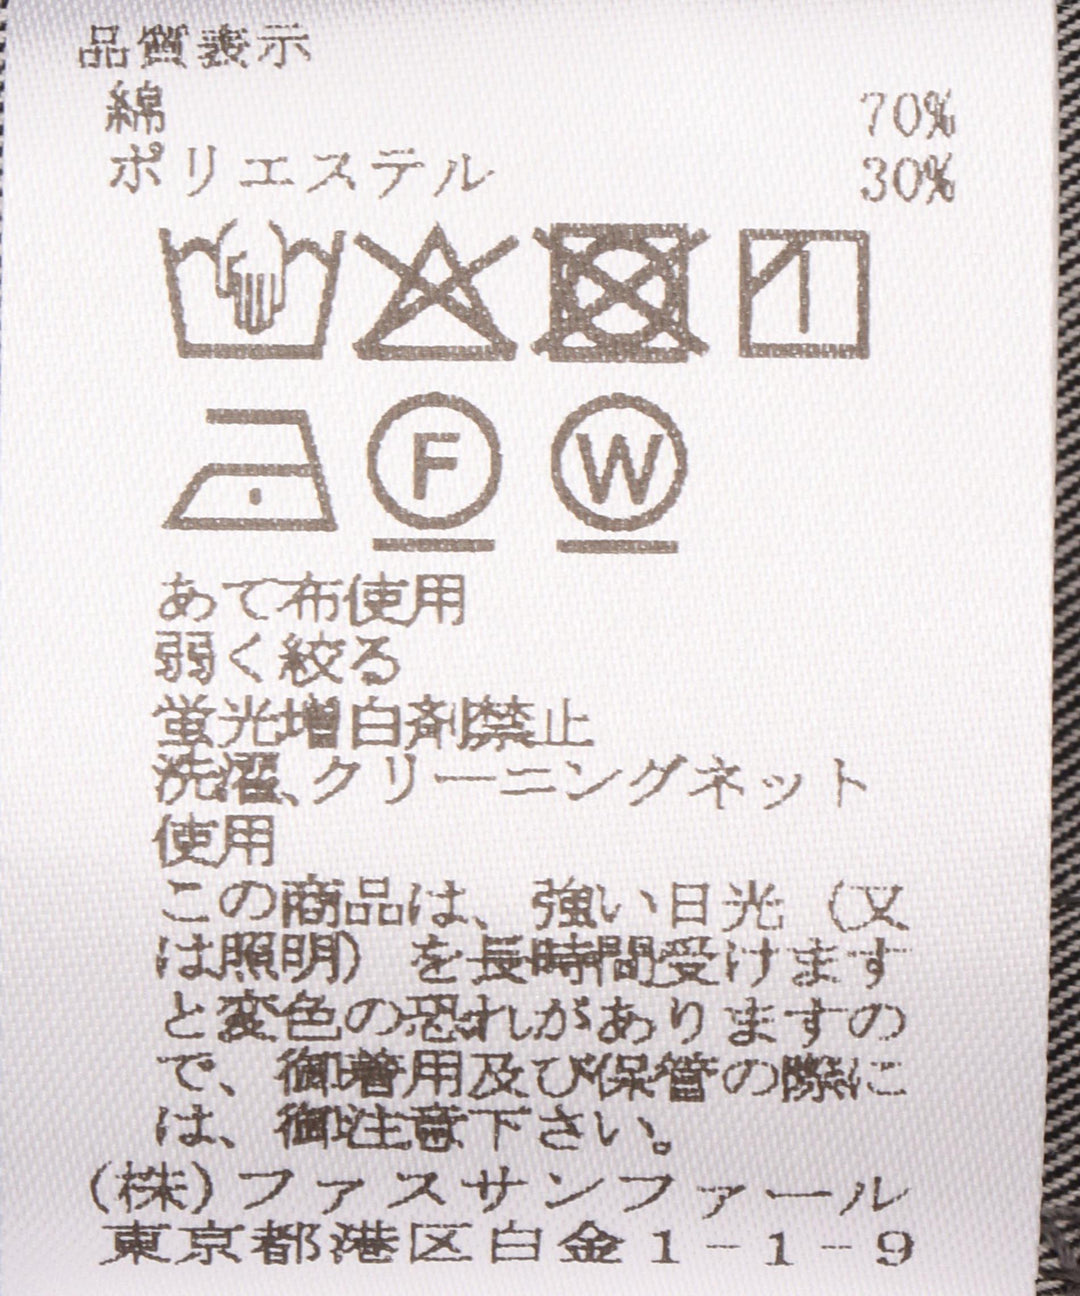 品質表示
綿 70%
ポリエステル 30%
F W
あて布使用
弱く絞る
蛍光増白剤禁止
洗濯、クリーニングネット
使用
この商品は、強い日光（又
は照明）を長時間受けます
と変色の恐れがありますの
で、御着用及び保管の際に
は、御注意下さい。
(株)ファスサンファール
東京都港区白金1-1-9